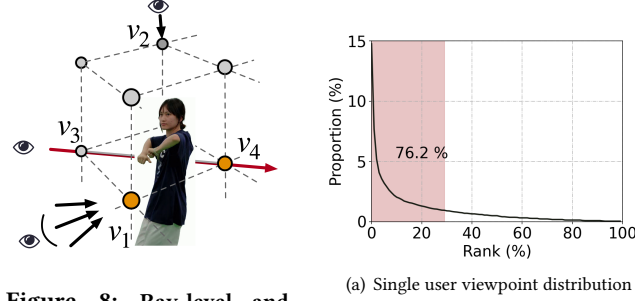 v2
v3
v4
v1
Figure 8: Ray-level and
15
10
5
0
Proportion (%)
76.2 %
0 20 40 60 80 100
Rank (%)
(a) Single user viewpoint distribution